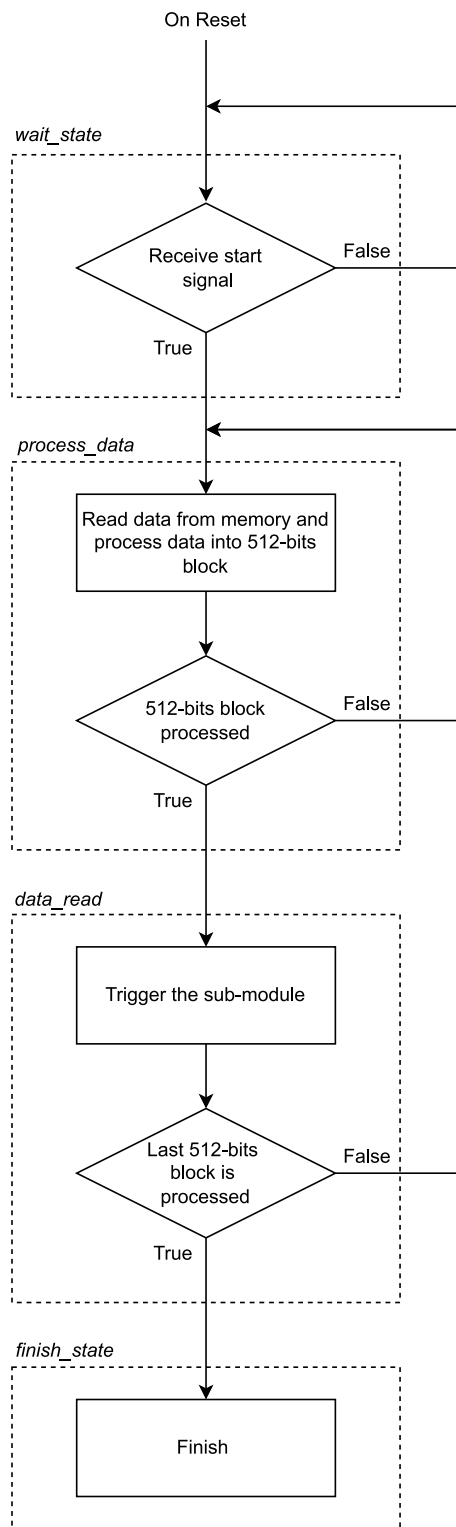 On Reset
wait_state
Receive start
signal
False
True
process_data
Read data from memory and
process data into 512-bits
block
512-bits block
processed
False
True
data_read
Trigger the sub-module
Last 512-bits
block is
processed
False
True
finish_state
Finish